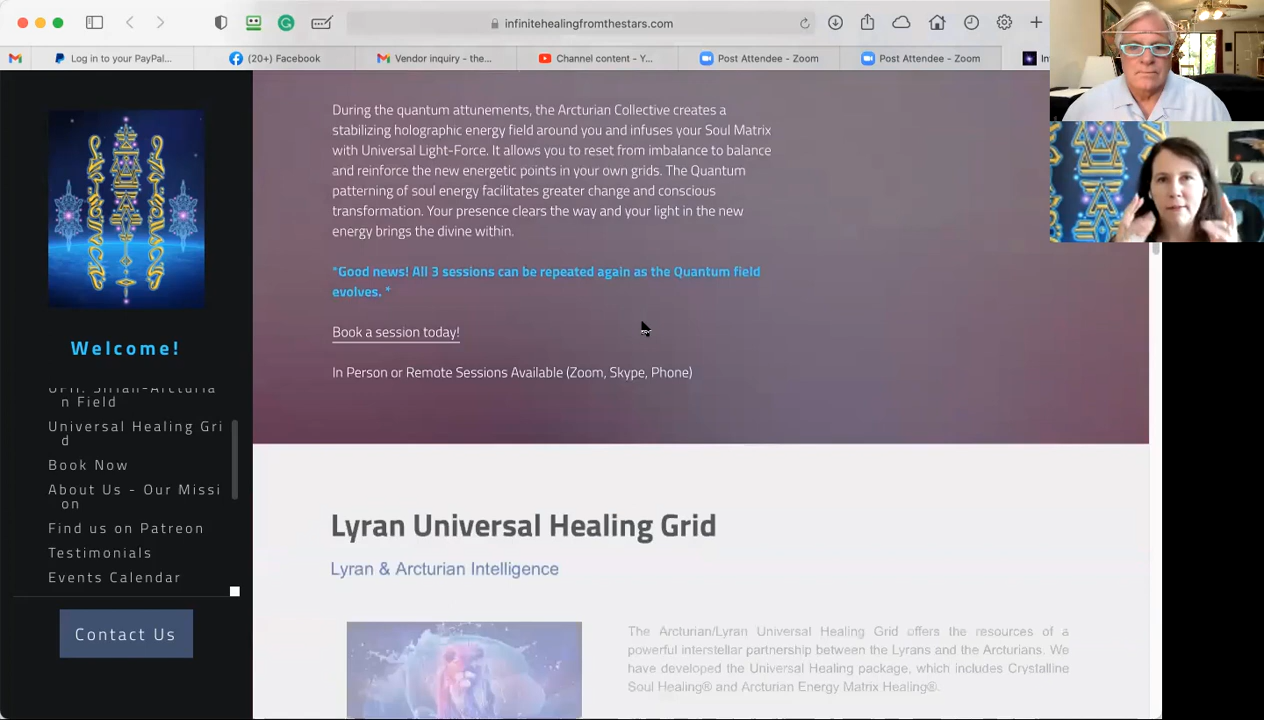 infinitehealingfromthestars.com
Log in to your PayPal...
(20+) Facebook
Vendor inquiry - the...
Channel content - Y...
Post Attendee - Zoom
Post Attendee - Zoom
During the quantum attunements, the Arcturian Collective creates a
stabilizing holographic energy field around you and infuses your Soul Matrix
with Universal Light-Force. It allows you to reset from imbalance to balance
and reinforce the new energetic points in your own grids. The Quantum
patterning of soul energy facilitates greater change and conscious
transformation. Your presence clears the way and your light in the new
energy brings the divine within.
*Good news! All 3 sessions can be repeated again as the Quantum field
evolves. *
Book a session today!
In Person or Remote Sessions Available (Zoom, Skype, Phone)
Welcome!
n Field
Universal Healing Gri
d
Book Now
About Us - Our Missi
on
Find us on Patreon
Testimonials
Events Calendar
Contact Us
Lyran Universal Healing Grid
Lyran & Arcturian Intelligence
The Arcturian/Lyran Universal Healing Grid offers the resources of a
powerful interstellar partnership between the Lyrans and the Arcturians. We
have developed the Universal Healing package, which includes Crystalline
Soul Healing® and Arcturian Energy Matrix Healing®.